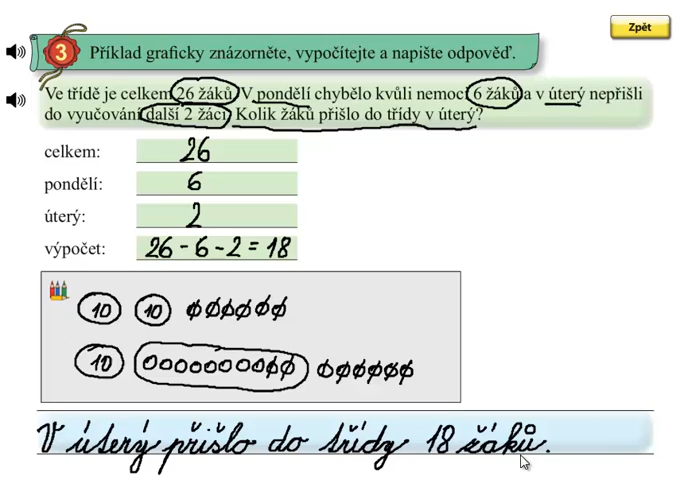 Zpět
3 Příklad graficky znázorněte, vypočítejte a napište odpověď.
Ve třídě je celkem 26 žáků. V pondělí chybělo kvůli nemoci 6 žáků a v úterý nepřišli
do vyučování další 2 žáci. Kolik žáků přišlo do třídy v úterý?
celkem: 26
pondělí: 6
úterý: 2
výpočet: 26 - 6 - 2 = 18
10 10
10
V úterý přišlo do třídy 18 žáků.